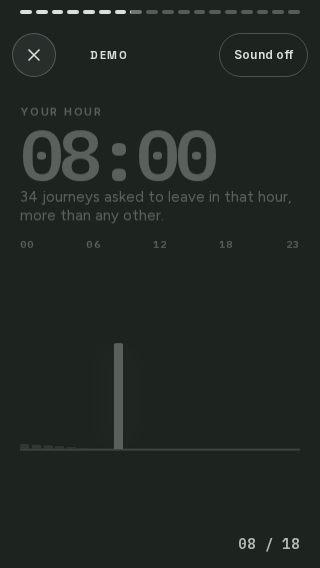 DEMO
Sound off
YOUR HOUR
08:00
34 journeys asked to leave in that hour,
more than any other.
00 06 12 18 23
08 / 18